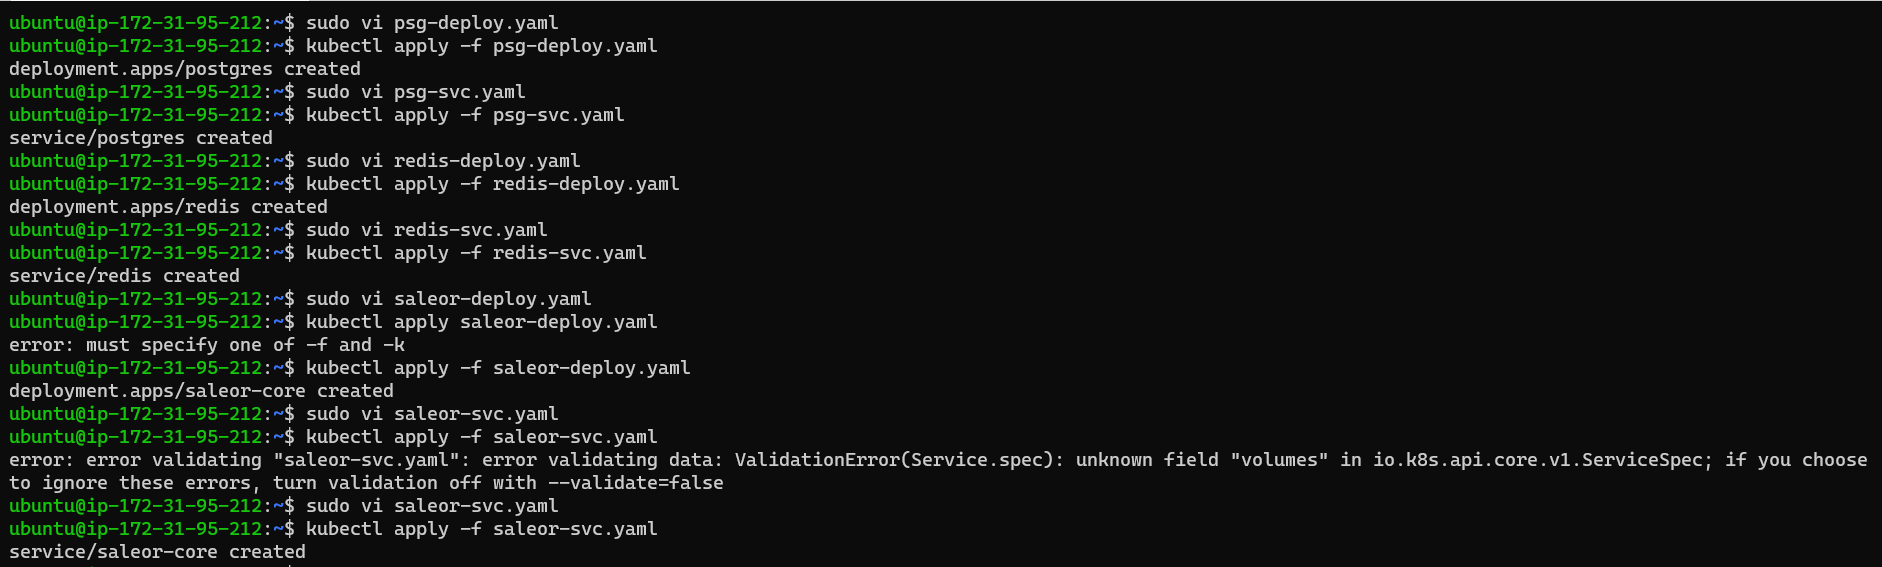 ubuntu@ip-172-31-95-212:~$ sudo vi psg-deploy.yaml
ubuntu@ip-172-31-95-212:~$ kubectl apply -f psg-deploy.yaml
deployment.apps/postgres created
ubuntu@ip-172-31-95-212:~$ sudo vi psg-svc.yaml
ubuntu@ip-172-31-95-212:~$ kubectl apply -f psg-svc.yaml
service/postgres created
ubuntu@ip-172-31-95-212:~$ sudo vi redis-deploy.yaml
ubuntu@ip-172-31-95-212:~$ kubectl apply -f redis-deploy.yaml
deployment.apps/redis created
ubuntu@ip-172-31-95-212:~$ sudo vi redis-svc.yaml
ubuntu@ip-172-31-95-212:~$ kubectl apply -f redis-svc.yaml
service/redis created
ubuntu@ip-172-31-95-212:~$ sudo vi saleor-deploy.yaml
ubuntu@ip-172-31-95-212:~$ kubectl apply saleor-deploy.yaml
error: must specify one of -f and -k
ubuntu@ip-172-31-95-212:~$ kubectl apply -f saleor-deploy.yaml
deployment.apps/saleor-core created
ubuntu@ip-172-31-95-212:~$ sudo vi saleor-svc.yaml
ubuntu@ip-172-31-95-212:~$ kubectl apply -f saleor-svc.yaml
error: error validating "saleor-svc.yaml": error validating data: ValidationError(Service.spec): unknown field "volumes" in io.k8s.api.core.v1.ServiceSpec; if you choose
to ignore these errors, turn validation off with --validate=false
ubuntu@ip-172-31-95-212:~$ sudo vi saleor-svc.yaml
ubuntu@ip-172-31-95-212:~$ kubectl apply -f saleor-svc.yaml
service/saleor-core created